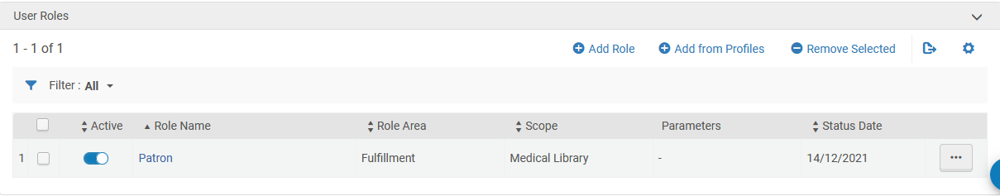 User Roles
1 - 1 of 1
Add Role
Add from Profiles
Remove Selected
Filter : All
Active Role Name Role Area Scope Parameters Status Date
1 Patron Fulfillment Medical Library - 14/12/2021